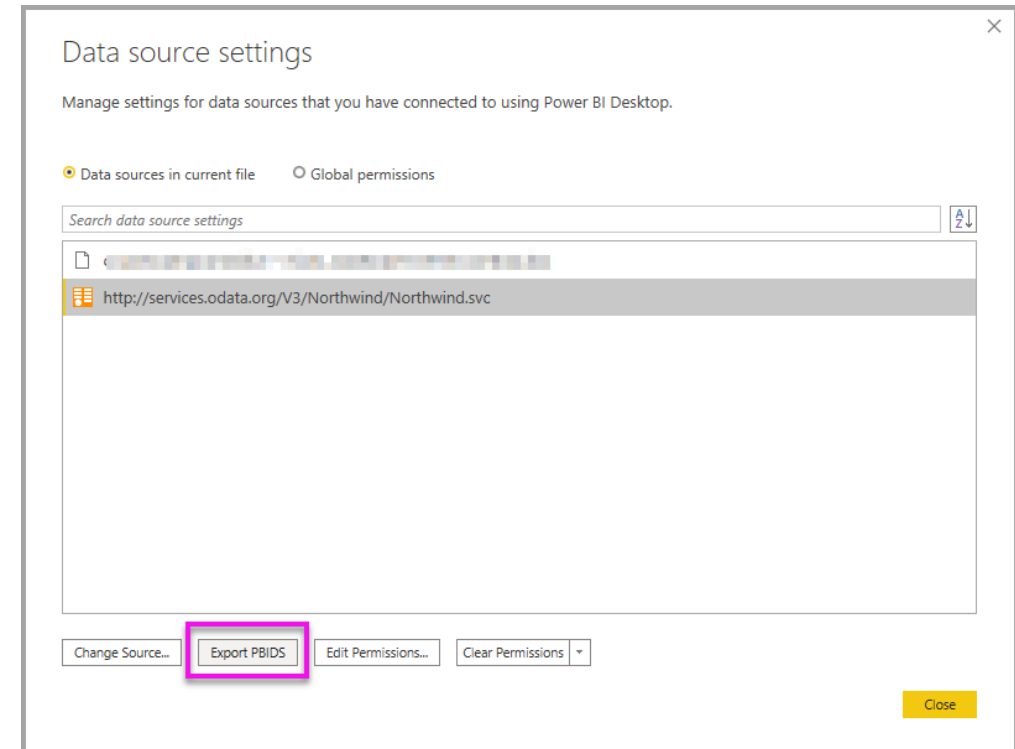 Data source settings
Manage settings for data sources that you have connected to using Power BI Desktop.
Data sources in current file Global permissions
Search data source settings
AZ
http://services.odata.org/V3/Northwind/Northwind.svc
Change Source... Export PBIDS Edit Permissions... Clear Permissions
Close